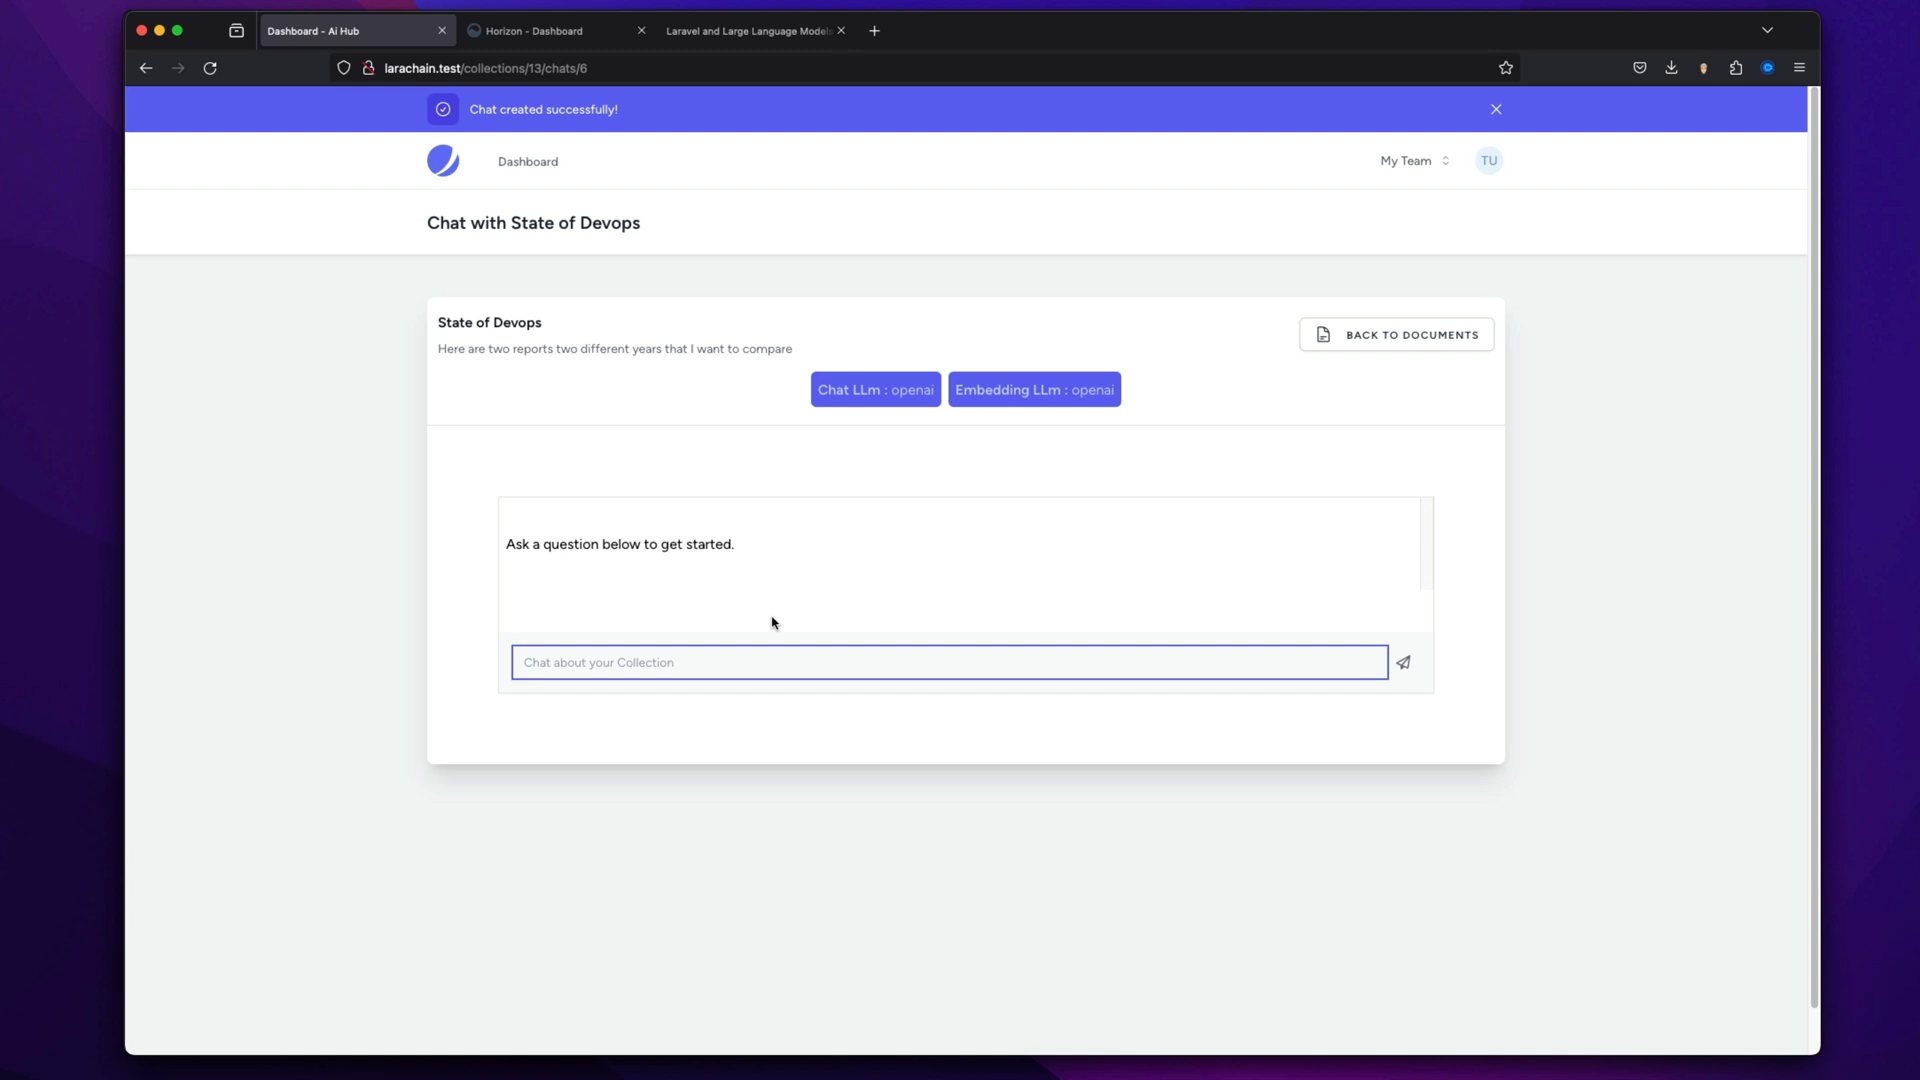 Dashboard - Ai Hub
Horizon - Dashboard
Laravel and Large Language Models
larachain.test/collections/13/chats/6
Chat created successfully!
Dashboard
My Team
TU
Chat with State of Devops
State of Devops
BACK TO DOCUMENTS
Here are two reports two different years that I want to compare
Chat LLm : openai
Embedding LLm : openai
Ask a question below to get started.
Chat about your Collection